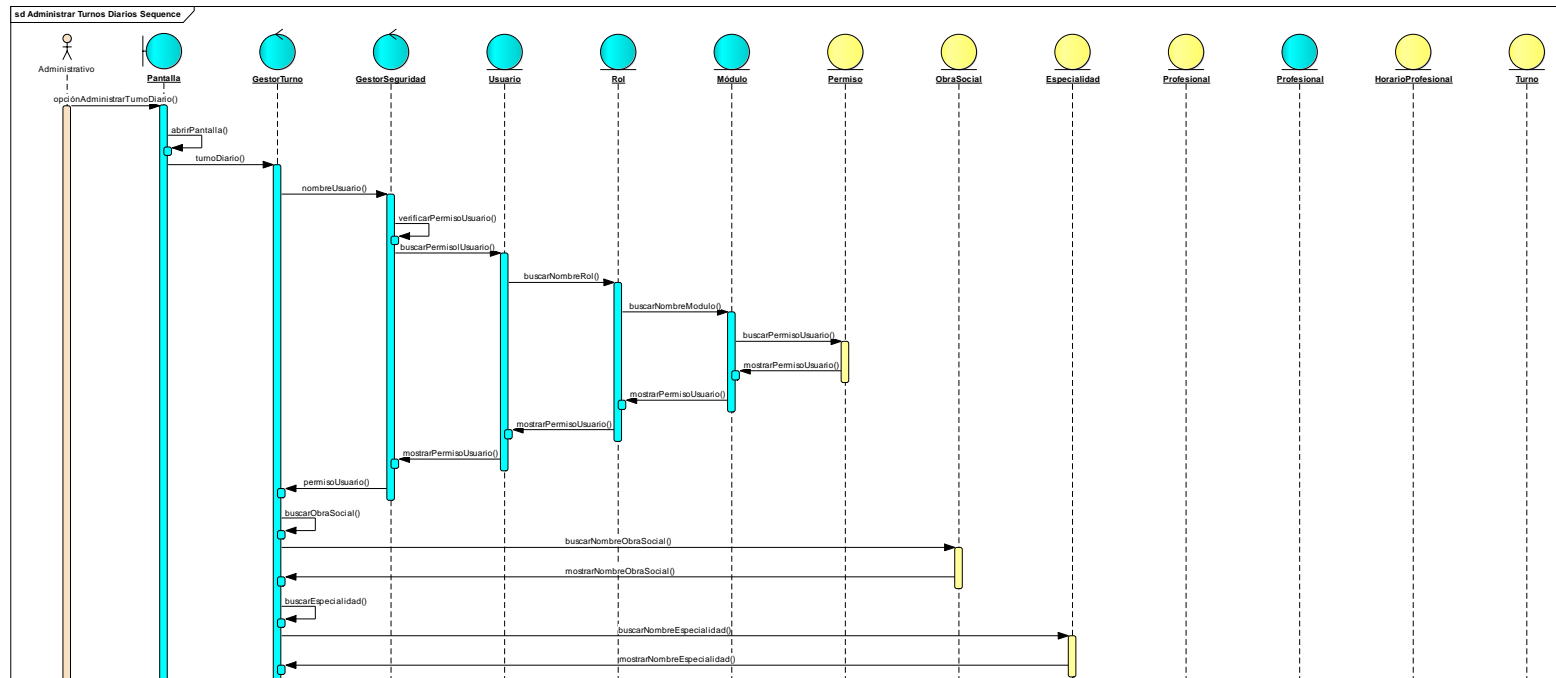 sd Administrar Turnos Diarios Sequence
Administrativo
Pantalla
GestorTurno
GestorSeguridad
Usuario
Rol
Módulo
Permiso
ObraSocial
Especialidad
Profesional
Profesional
HorarioProfesional
Turno
opciónAdministrarTurnoDiario()
abrirPantalla()
turnoDiario()
nombreUsuario()
verificarPermisoUsuario()
buscarPermisolUsuario()
buscarNombreRol()
buscarNombreModulo()
buscarPermisoUsuario()
mostrarPermisoUsuario()
mostrarPermisoUsuario()
mostrarPermisoUsuario()
mostrarPermisoUsuario()
permisoUsuario()
buscarObraSocial()
buscarNombreObraSocial()
mostrarNombreObraSocial()
buscarEspecialidad()
buscarNombreEspecialidad()
mostrarNombreEspecialidad()